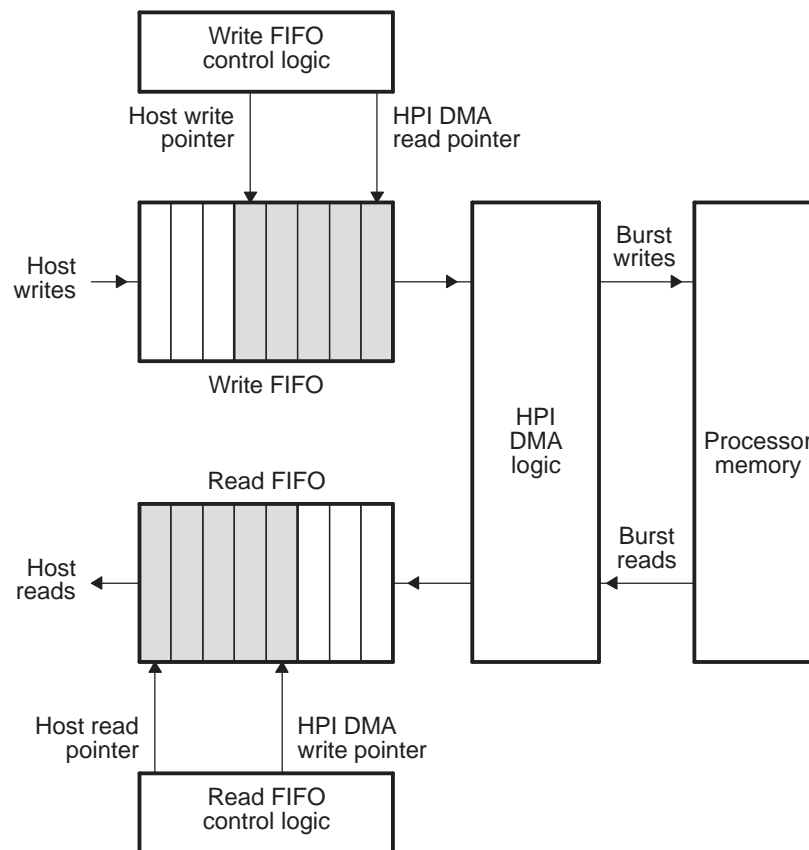 Write FIFO
control logic
Host write
pointer
HPI DMA
read pointer
Host
writes
Burst
writes
Write FIFO
HPI
DMA
logic
Processor
memory
Read FIFO
Host
reads
Burst
reads
Host read
pointer
HPI DMA
write pointer
Read FIFO
control logic